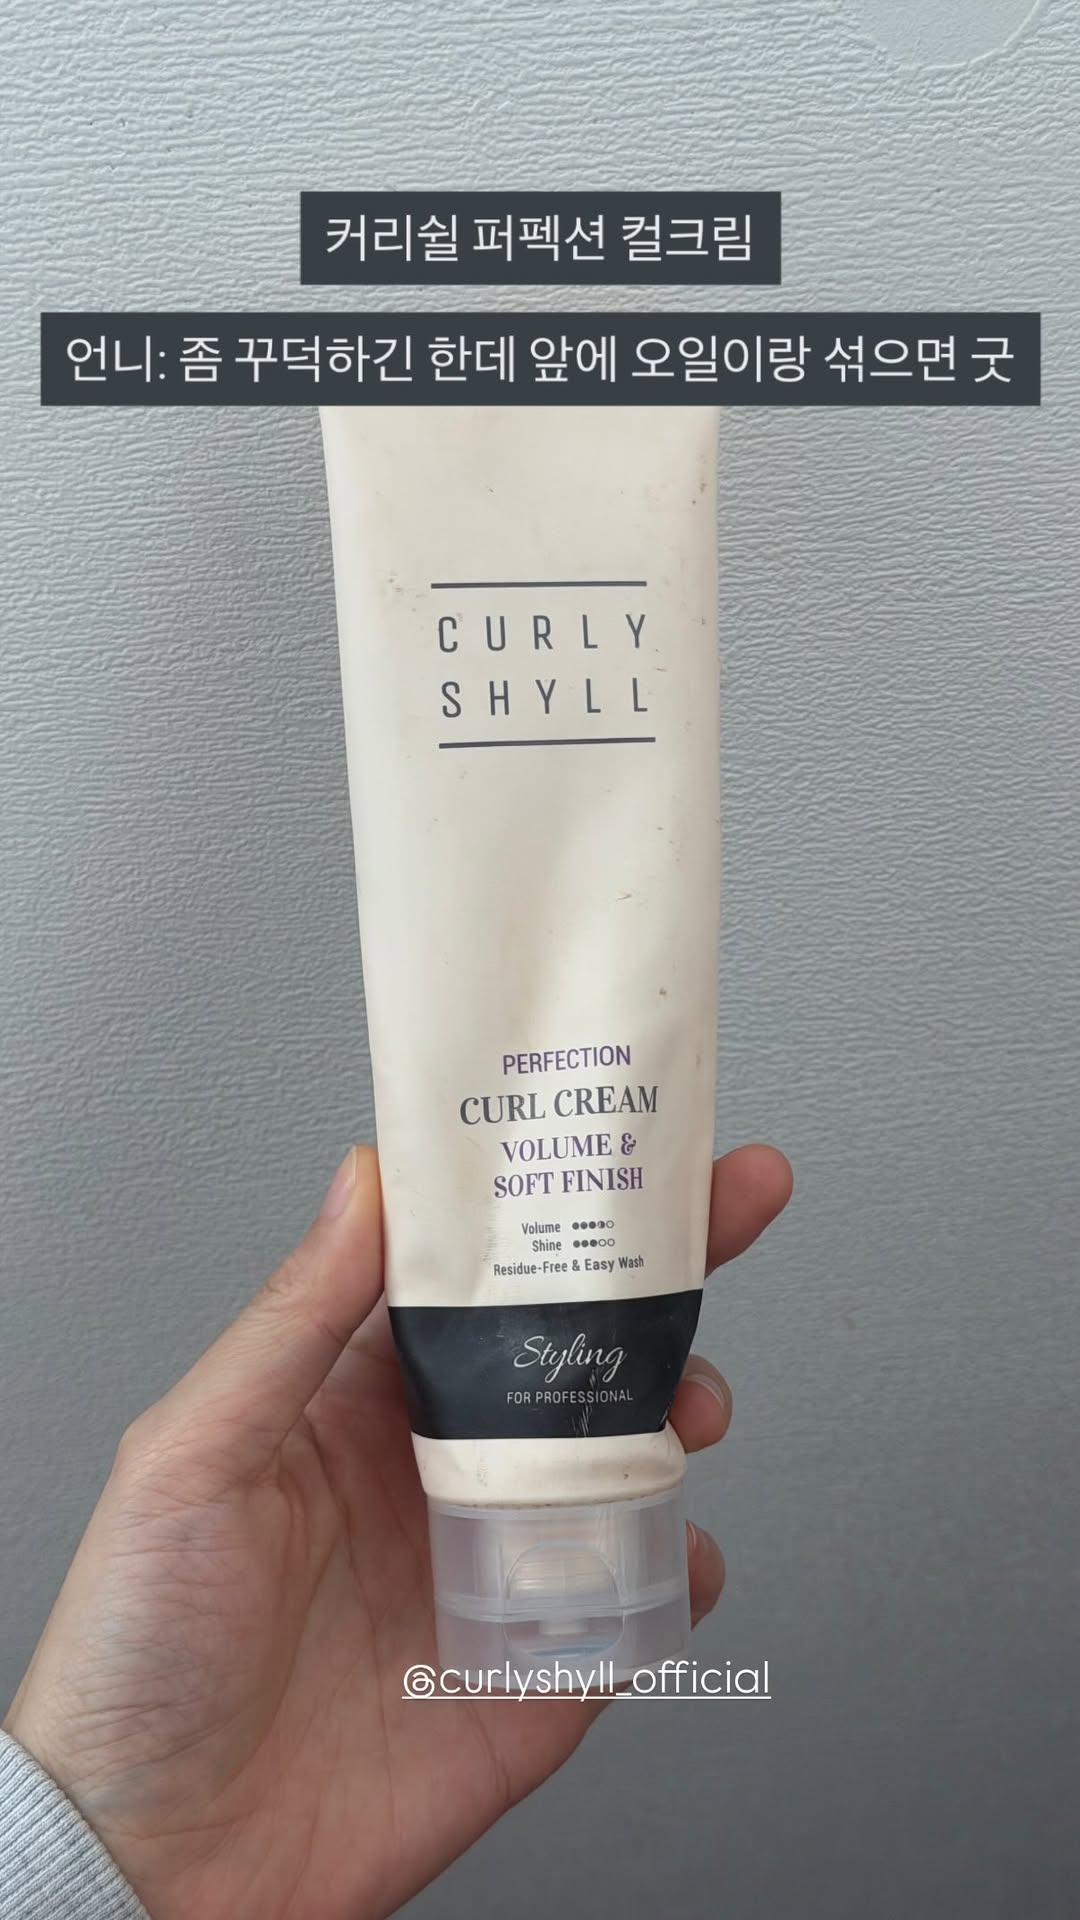 커리쉴 퍼펙션 컬크림
언니: 좀 꾸덕하긴 한데 앞에 오일이랑 섞으면 굿
CURLY
SHYLL
PERFECTION
CURL CREAM
VOLUME &
SOFT FINISH
Volume
Shine
Residue-Free & Easy Wash
Styling
FOR PROFESSIONAL
@curlyshyll_official